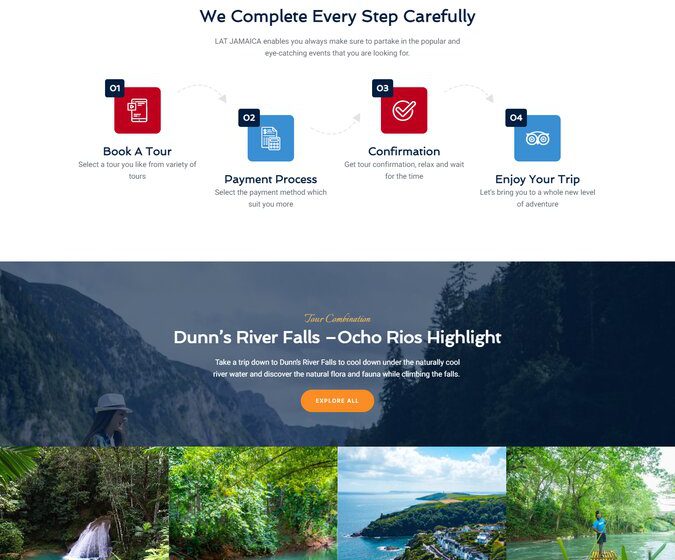 We Complete Every Step Carefully
LAT JAMAICA enables you always make sure to partake in the popular and
eye-catching events that you are looking for.
01
Book A Tour
Select a tour you like from variety of
tours
02
Payment Process
Select the payment method which
suit you more
03
Confirmation
Get tour confirmation, relax and wait
for the time
04
Enjoy Your Trip
Let's bring you to a whole new level
of adventure
Tour Combination
Dunn's River Falls –Ocho Rios Highlight
Take a trip down to Dunn's River Falls to cool down under the naturally cool
river water and discover the natural flora and fauna while climbing the falls.
EXPLORE ALL